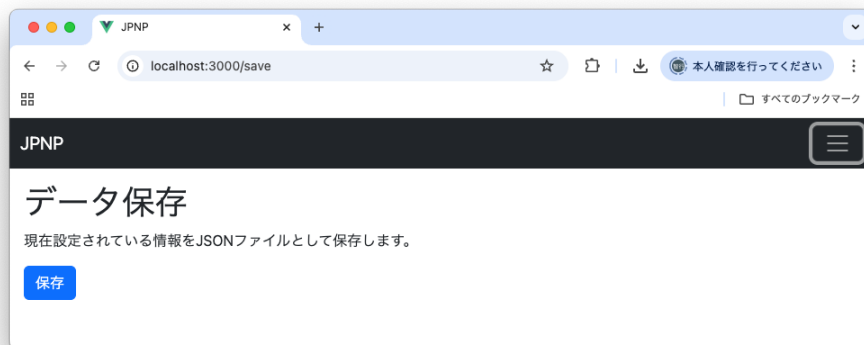 JPNP
localhost:3000/save
本人確認を行ってください
すべてのブックマーク
JPNP
データ保存
現在設定されている情報をJSONファイルとして保存します。
保存